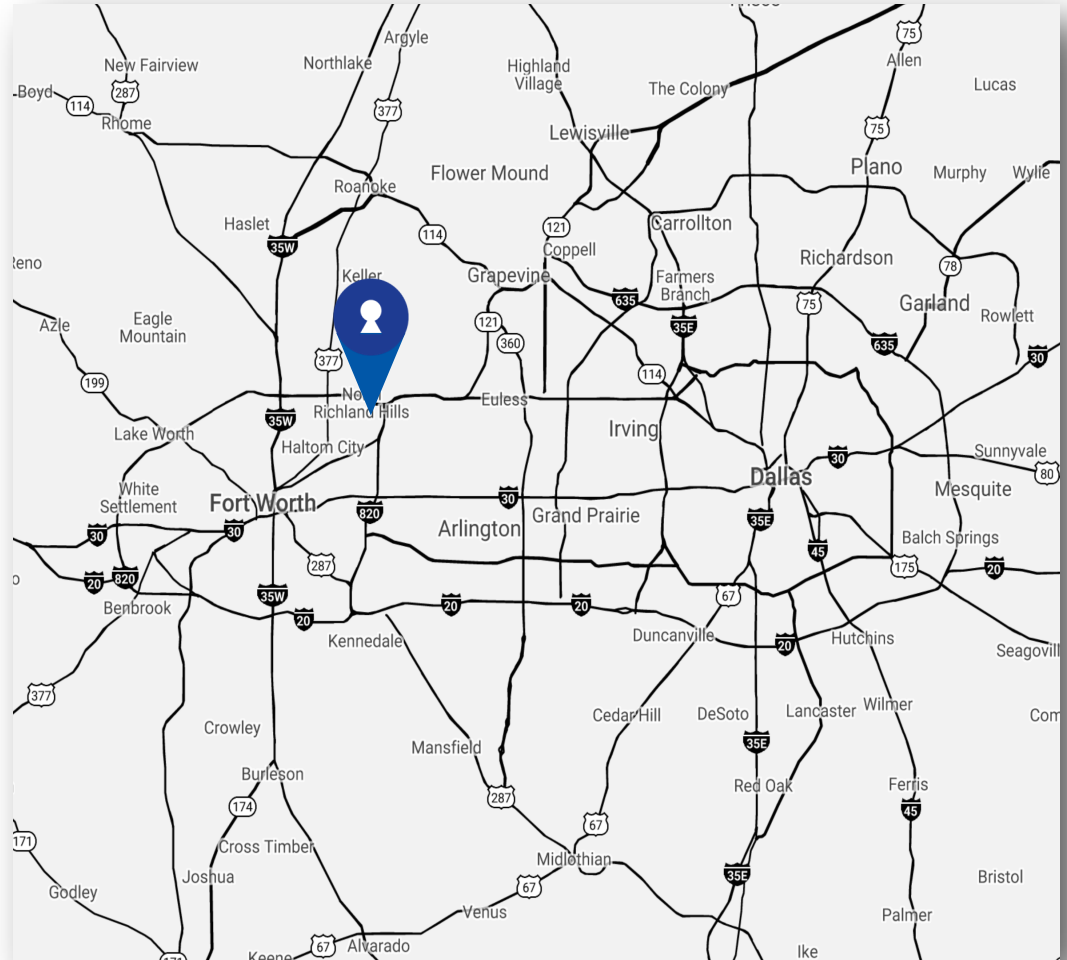 Argyle
75
New Fairview
Northlake
Highland
Village
Allen
287
Boyd
114
377
The Colony
Lucas
Rhome
Lewisville
75
Flower Mound
Plano
Murphy
Wylie
Roanoke
Haslet
35W
114
121
Carrollton
Coppell
Richardson
78
Keller
Grapevine
Farmers
Branch
635
75
Garland
Rowlett
Azle
Eagle
Mountain
121
360
35E
635
30
377
199
114
North
Richland Hills
Euless
35W
Lake Worth
Haltom City
Irving
30
Sunnyvale
80
Dallas
White
Settlement
Fort Worth
30
820
Arlington
Grand Prairie
Mesquite
35E
30
30
45
Balch Springs
287
175
20
20
820
35W
Benbrook
20
20
20
67
Kennedale
Duncanville
20
Hutchins
377
Crowley
Cedar Hill
DeSoto
Lancaster
Wilmer
35E
Mansfield
Burleson
Red Oak
Ferris
287
174
67
45
171
Cross Timber
Midlothian
Joshua
35E
Godley
67
Bristol
Venus
Palmer
67
Alvarado
Ike
Keene